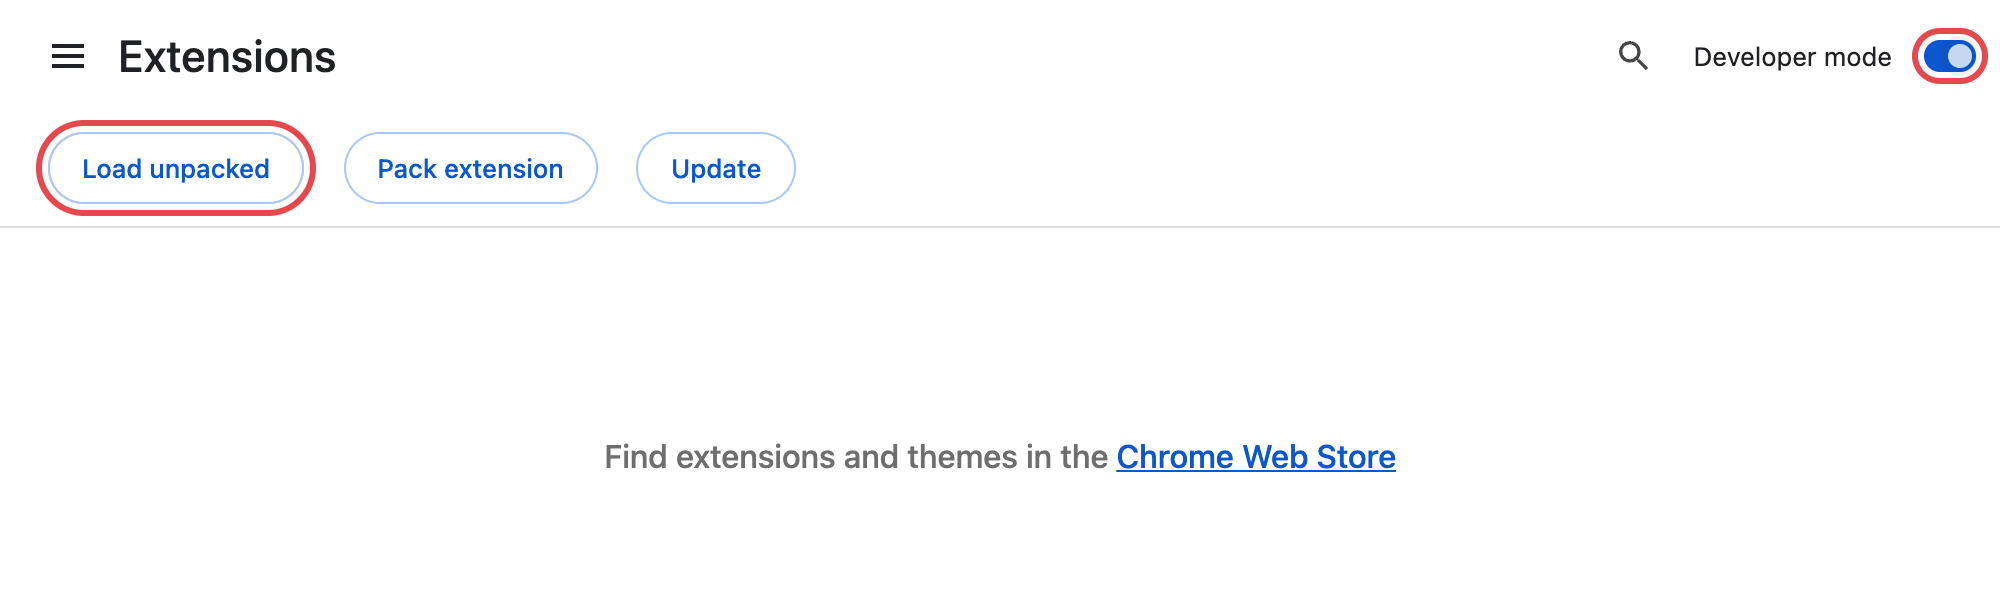 Extensions
Developer mode
Load unpacked
Pack extension
Update
Find extensions and themes in the Chrome Web Store